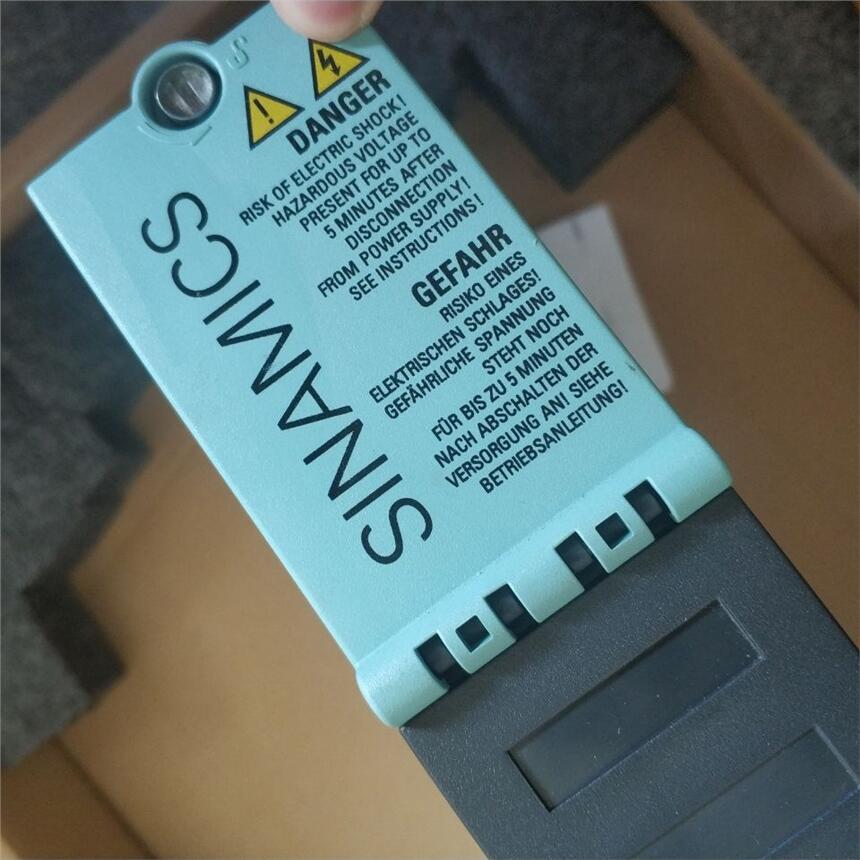 DANGER
RISK OF ELECTRIC SHOCK!
HAZARDOUS VOLTAGE
PRESENT FOR UP TO
5 MINUTES AFTER
DISCONNECTION
FROM POWER SUPPLY!
SEE INSTRUCTIONS!
GEFAHR
RISIKO EINES
ELEKTRISCHEN SCHLAGES!
GEFÄHRLICHE SPANNUNG
STEHT NOCH
FÜR BIS ZU 5 MINUTEN
NACH ABSCHALTEN DER
VERSORGUNG AN! SIEHE
BETRIEBSANLEITUNG!
SINAMICS